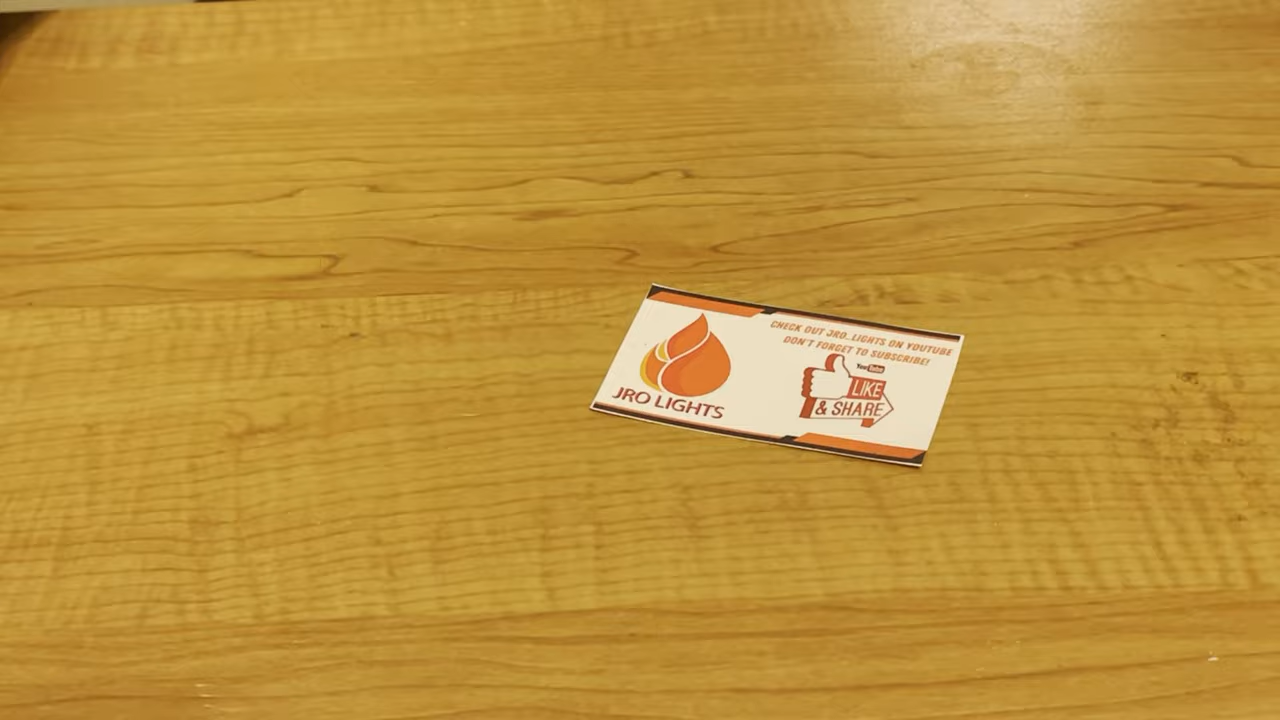 CHECK OUT JRO_LIGHTS ON YOUTUBE
DON'T FORGET TO SUBSCRIBE!
YouTube
LIKE
& SHARE
JRO LIGHTS